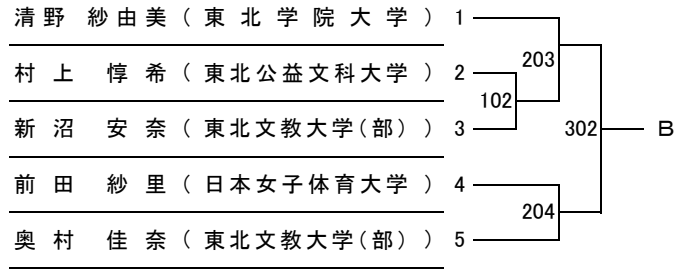 清野 紗由美 ( 東北学院大学 ) 1
203
村上 惇希 ( 東北公益文科大学 ) 2
102
新沼 安奈 ( 東北文教大学(部) ) 3
302 B
前田 紗里 ( 日本女子体育大学 ) 4
204
奥村 佳奈 ( 東北文教大学(部) ) 5